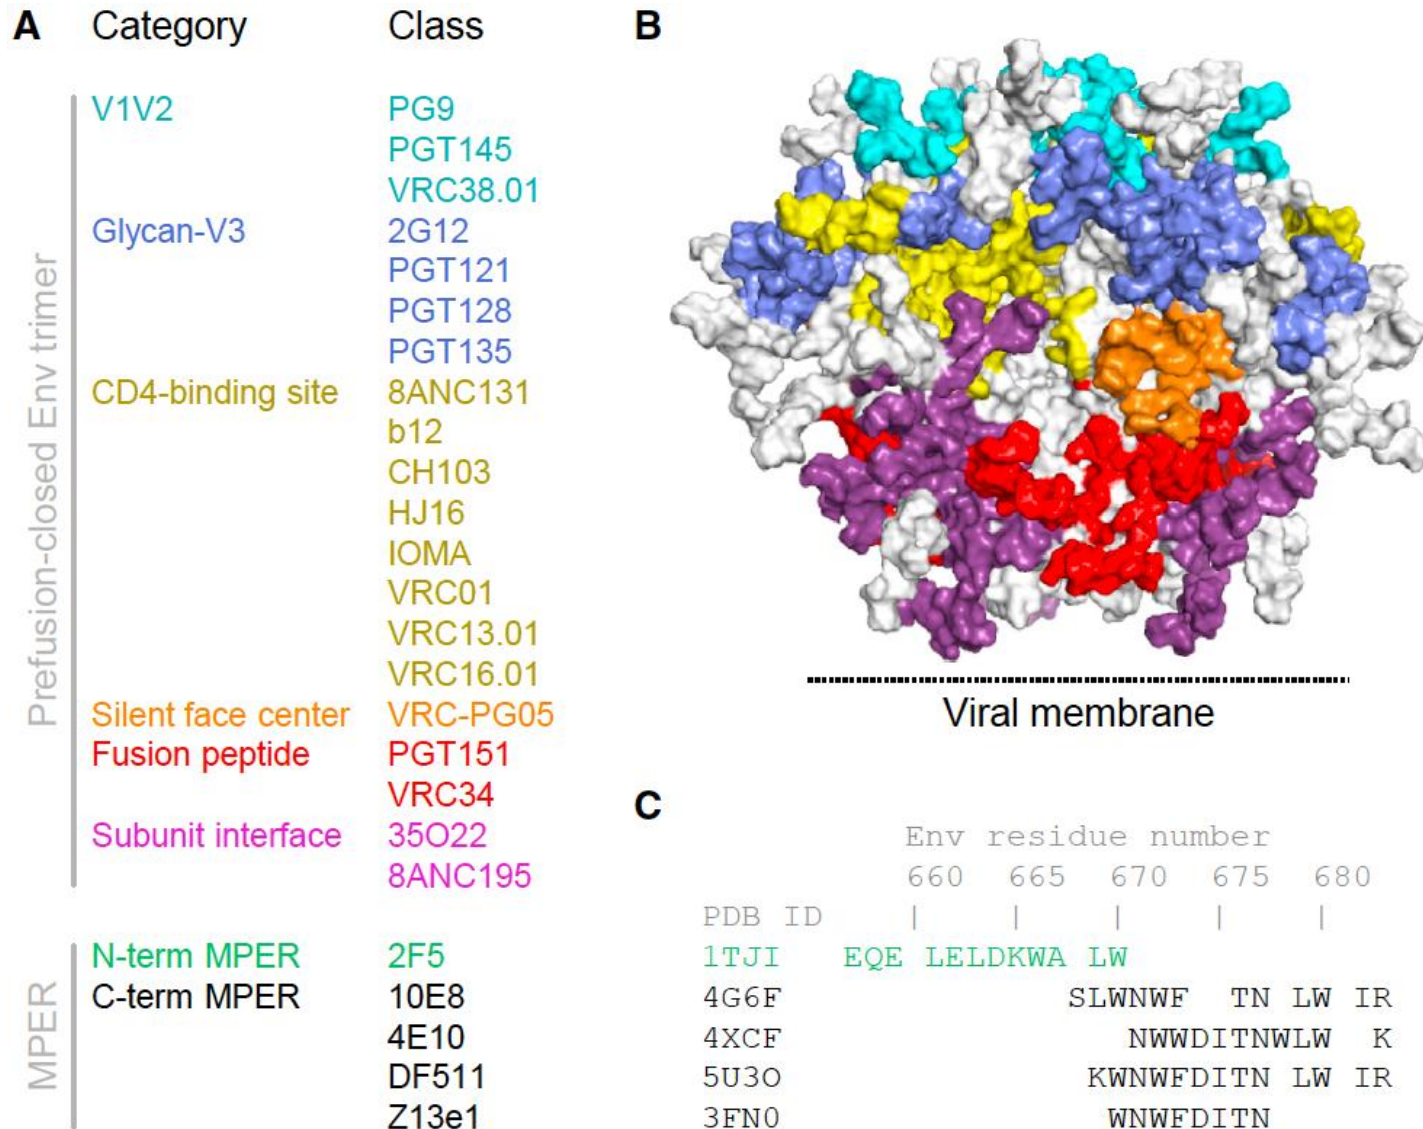 A Category Class
Prefusion-closed Env trimer
V1V2 PG9
PGT145
VRC38.01
Glycan-V3 2G12
PGT121
PGT128
PGT135
CD4-binding site 8ANC131
b12
CH103
HJ16
IOMA
VRC01
VRC13.01
VRC16.01
Silent face center VRC-PG05
Fusion peptide PGT151
VRC34
Subunit interface 35O22
8ANC195
MPER
N-term MPER 2F5
C-term MPER 10E8
4E10
DF511
Z13e1
B
Viral membrane
C
Env residue number
660 665 670 675 680
PDB ID | | | | |
1TJI EQE LELDKWA LW
4G6F SLWNWF TN LW IR
4XCF NWWDITNWLW K
5U3O KWNWFDITN LW IR
3FN0 WNWFDITN